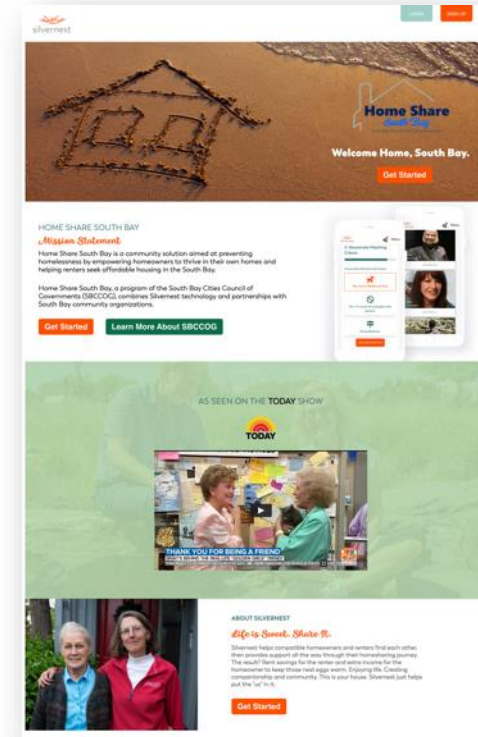 silvernest
LOGIN
SIGN UP
Home Share
South Bay
Welcome Home, South Bay.
Get Started
HOME SHARE SOUTH BAY
Mission Statement
Home Share South Bay is a community solution aimed at preventing
homelessness by empowering homeowners to thrive in their own homes and
helping renters seek affordable housing in the South Bay.
Home Share South Bay, a program of the South Bay Cities Council of
Governments (SBCCOG), combines Silvernest technology and partnerships with
South Bay community organizations.
Get Started
Learn More About SBCCOG
AS SEEN ON THE TODAY SHOW
TODAY
THANK YOU FOR BEING A FRIEND
ABOUT SILVERNEST
Life is Sweet. Share It.
Silvernest helps compatible homeowners and renters find each other,
then provides support all the way through their homesharing journey.
The result? Rent savings for the renter and extra income for the
homeowner to keep those nest eggs warm. Enjoying life. Creating
companionship and community. This is your house. Silvernest just helps
put the "us" in it.
Get Started